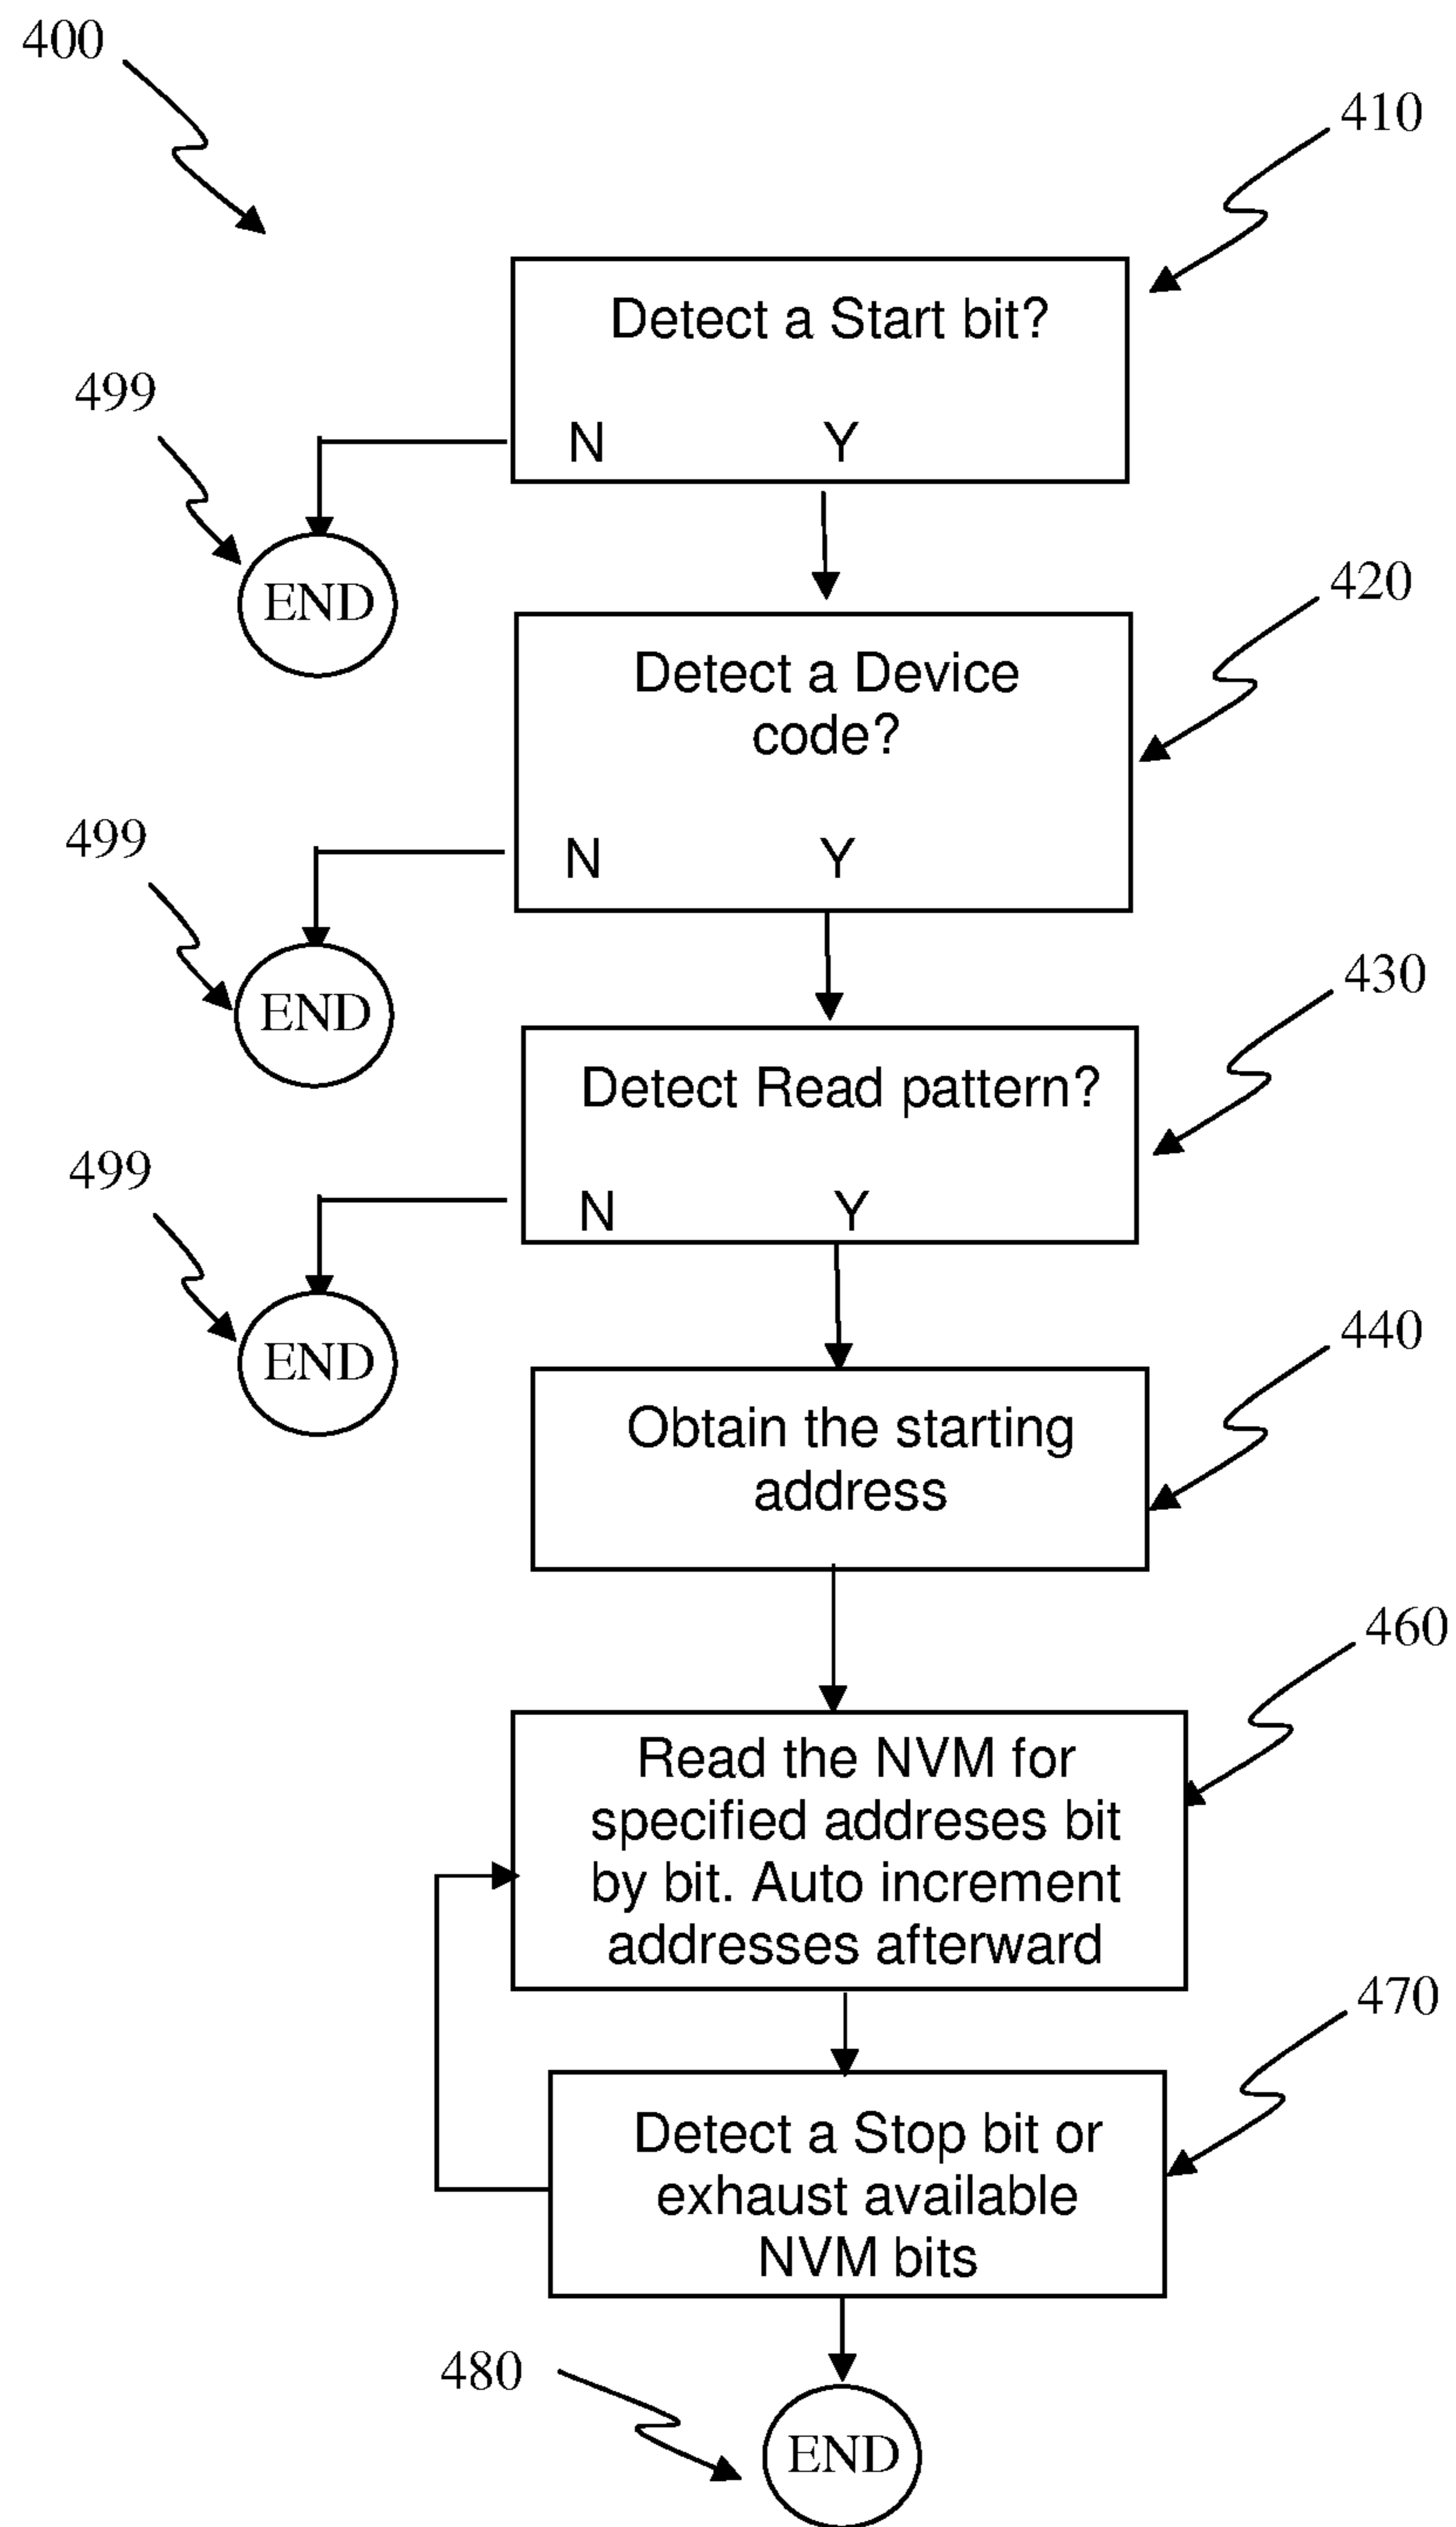 400
410
Detect a Start bit?
499
N Y
END
420
Detect a Device
code?
499
N Y
END
430
Detect Read pattern?
499
N Y
END
440
Obtain the starting
address
460
Read the NVM for
specified addreses bit
by bit. Auto increment
addresses afterward
470
Detect a Stop bit or
exhaust available
NVM bits
480
END